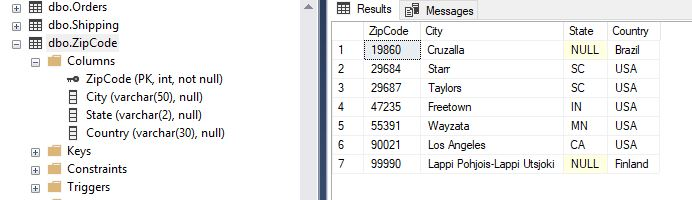 dbo.Orders
dbo.Shipping
dbo.ZipCode
Columns
ZipCode (PK, int, not null)
City (varchar(50), null)
State (varchar(2), null)
Country (varchar(30), null)
Keys
Constraints
Triggers
Results Messages
ZipCode City State Country
1 19860 Cruzalla NULL Brazil
2 29684 Starr SC USA
3 29687 Taylors SC USA
4 47235 Freetown IN USA
5 55391 Wayzata MN USA
6 90021 Los Angeles CA USA
7 99990 Lappi Pohjois-Lappi Utsjoki NULL Finland